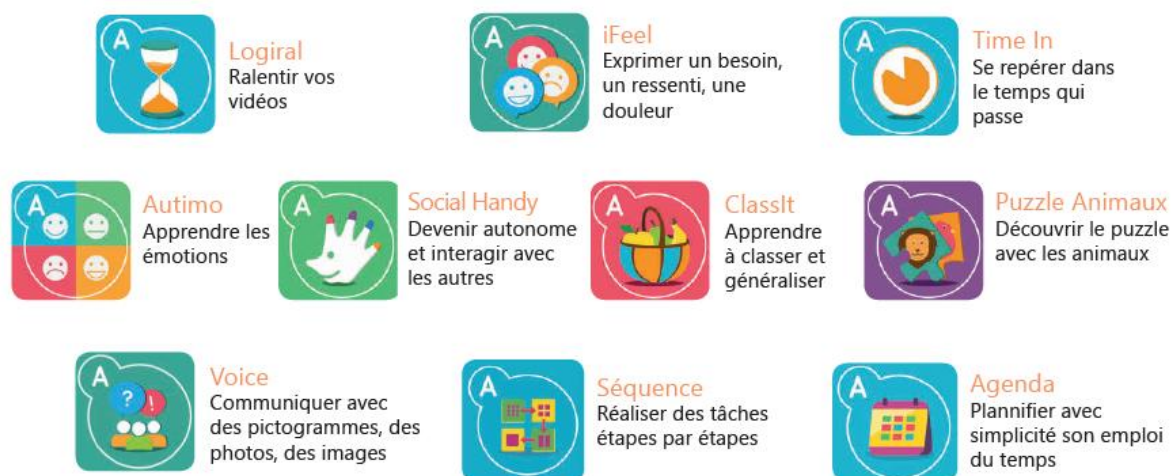 A
Logiral
Ralentir vos
vidéos
A
iFeel
Exprimer un besoin,
un ressenti, une
douleur
A
Time In
Se repérer dans
le temps qui
passe
A
Autimo
Apprendre les
émotions
A
Social Handy
Devenir autonome
et interagir avec
les autres
A
ClassIt
Apprendre
à classer et
généraliser
A
Puzzle Animaux
Découvrir le puzzle
avec les animaux
A
? !
Voice
Communiquer avec
des pictogrammes, des
photos, des images
A
Séquence
Réaliser des tâches
étapes par étapes
A
Agenda
Plannifier avec
simplicité son emploi
du temps